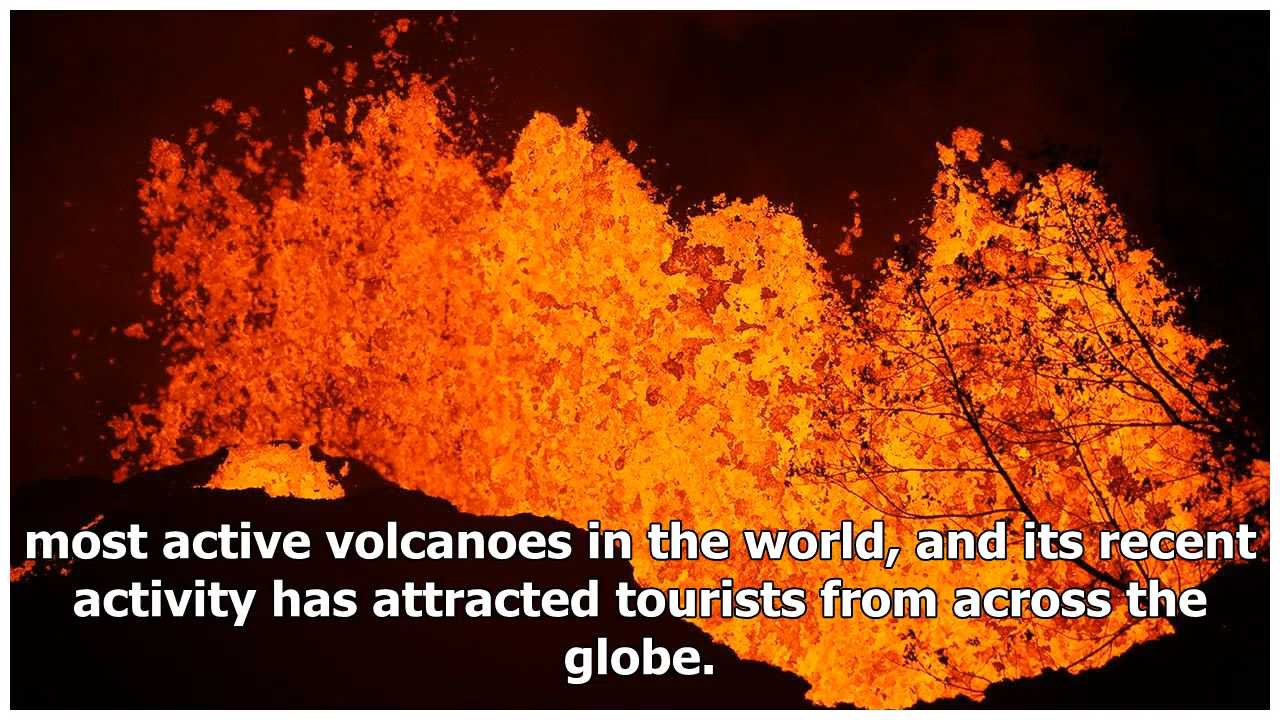 most active volcanoes in the world, and its recent
activity has attracted tourists from across the
globe.